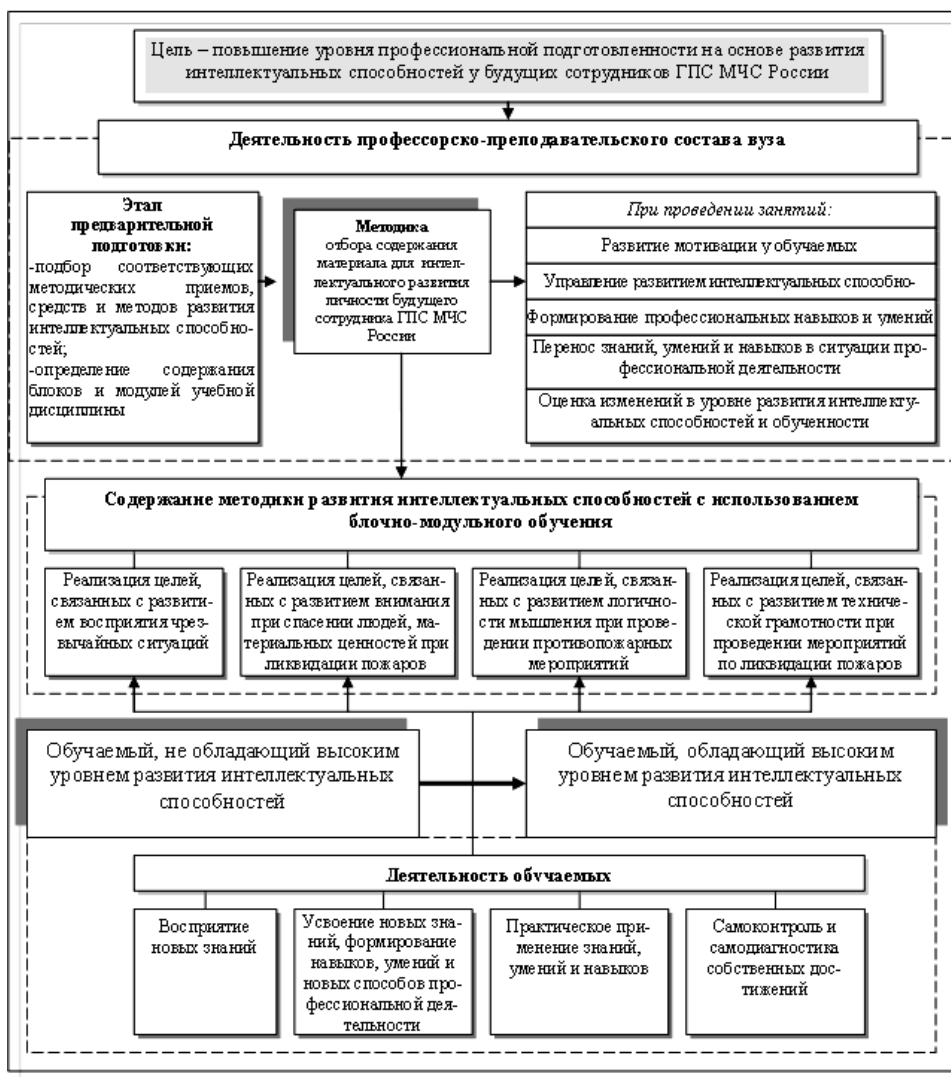 Цель – повышение уровня профессиональной подготовленности на основе развития
интеллектуальных способностей у будущих сотрудников ГПС МЧС России
Деятельность профессорско-преподавательского состава вуза
Этап
предварительной
подготовки:
-подбор соответствующих
методических приемов,
средств и методов развития
интеллектуальных способно-
стей;
-определение содержания
блоков и модулей учебной
дисциплины
Методика
отбора содержания
материала для интел-
лектуального развития
личности будущего
сотрудника ГПС МЧС
России
При проведении занятий:
Развитие мотивации у обучаемых
Управление развитием интеллектуальных способно-
Формирование профессиональных навыков и умений
Перенос знаний, умений и навыков в ситуации про-
фессиональной деятельности
Оценка изменений в уровне развития интеллекту-
альных способностей и обученности
Содержание методики развития интеллектуальных способностей с использованием
блочно-модульного обучения
Реализация целей,
связанных с развити-
ем восприятия чрез-
вычайных ситуаций
Реализация целей, связан-
ных с развитием внимания
при спасении людей, ма-
териальных ценностей при
ликвидации пожаров
Реализация целей, связан-
ных с развитием логично-
сти мышления при прове-
дении противопожарных
мероприятий
Реализация целей, связан-
ных с развитием техниче-
ской грамотности при
проведении мероприятий
по ликвидации пожаров
Обучаемый, не обладающий высоким
уровнем развития интеллектуальных
способностей
Обучаемый, обладающий высоким
уровнем развития интеллектуальных
способностей
Деятельность обучаемых
Восприятие
новых знаний
Усвоение новых зна-
ний, формирование
навыков, умений и
новых способов про-
фессиональной дея-
тельности
Практическое при-
менение знаний,
умений и навыков
Самоконтроль и
самодиагностика
собственных дос-
тижений